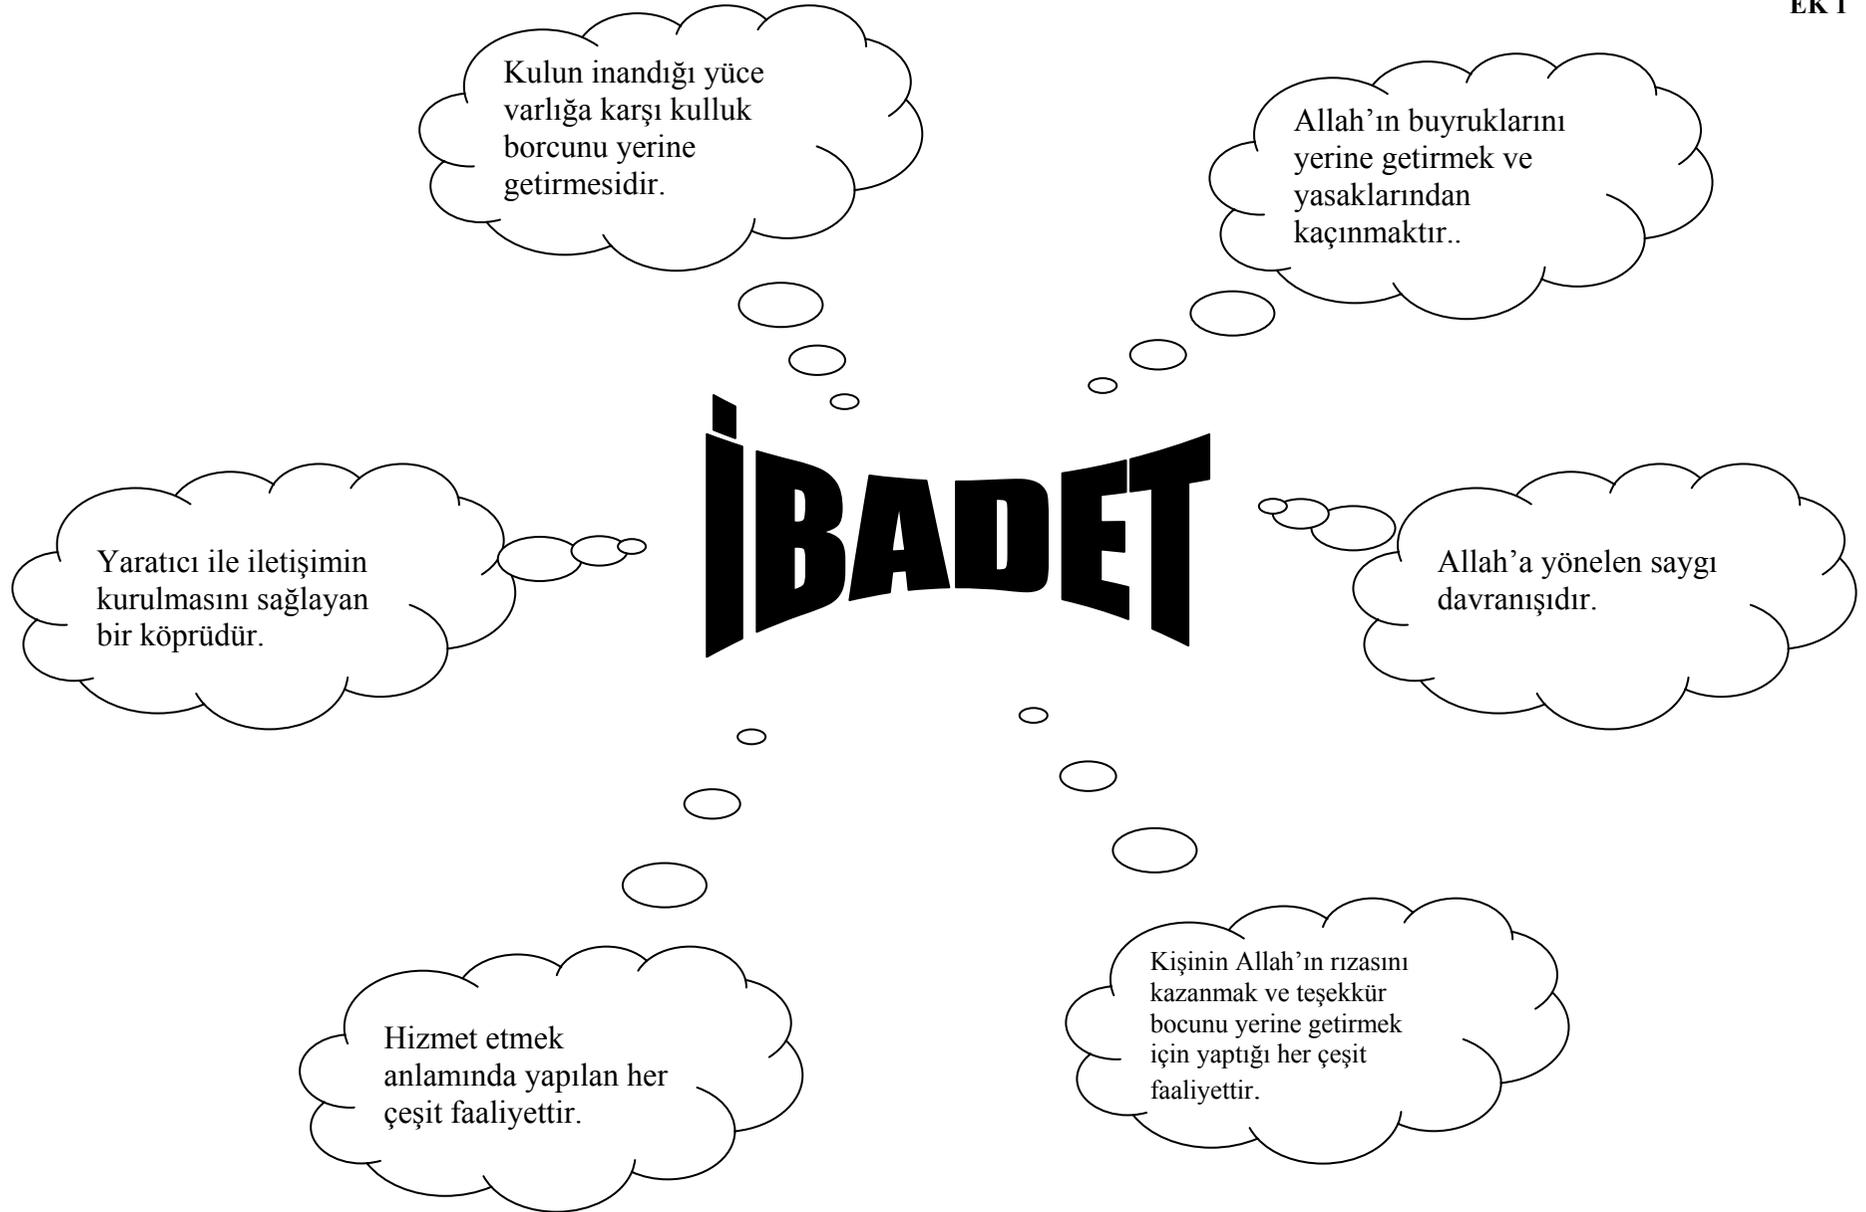 EK 1
Kulun inandığı yüce
varlığa karşı kulluk
borcunu yerine
getirmesidir.
Allah’ın buyruklarını
yerine getirmek ve
yasaklarından
kaçınmaktır..
İBADET
Yaratıcı ile iletişimin
kurulmasını sağlayan
bir köprüdür.
Allah’a yönelen saygı
davranışıdır.
Hizmet etmek
anlamında yapılan her
çeşit faaliyettir.
Kişinin Allah’ın rızasını
kazanmak ve teşekkür
bocunu yerine getirmek
için yaptığı her çeşit
faaliyettir.